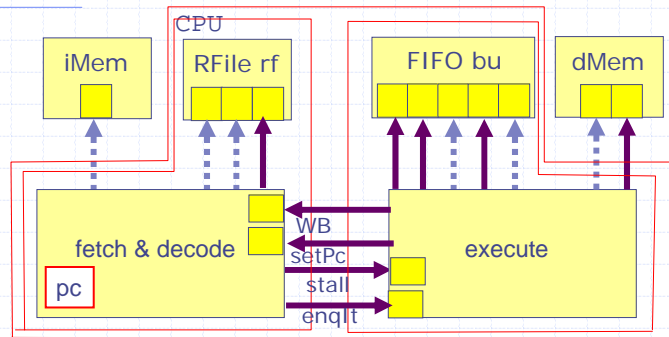 CPU
iMem
RFile rf
FIFO bu
dMem
WB
fetch & decode
execute
setPc
pc
stall
enqIt